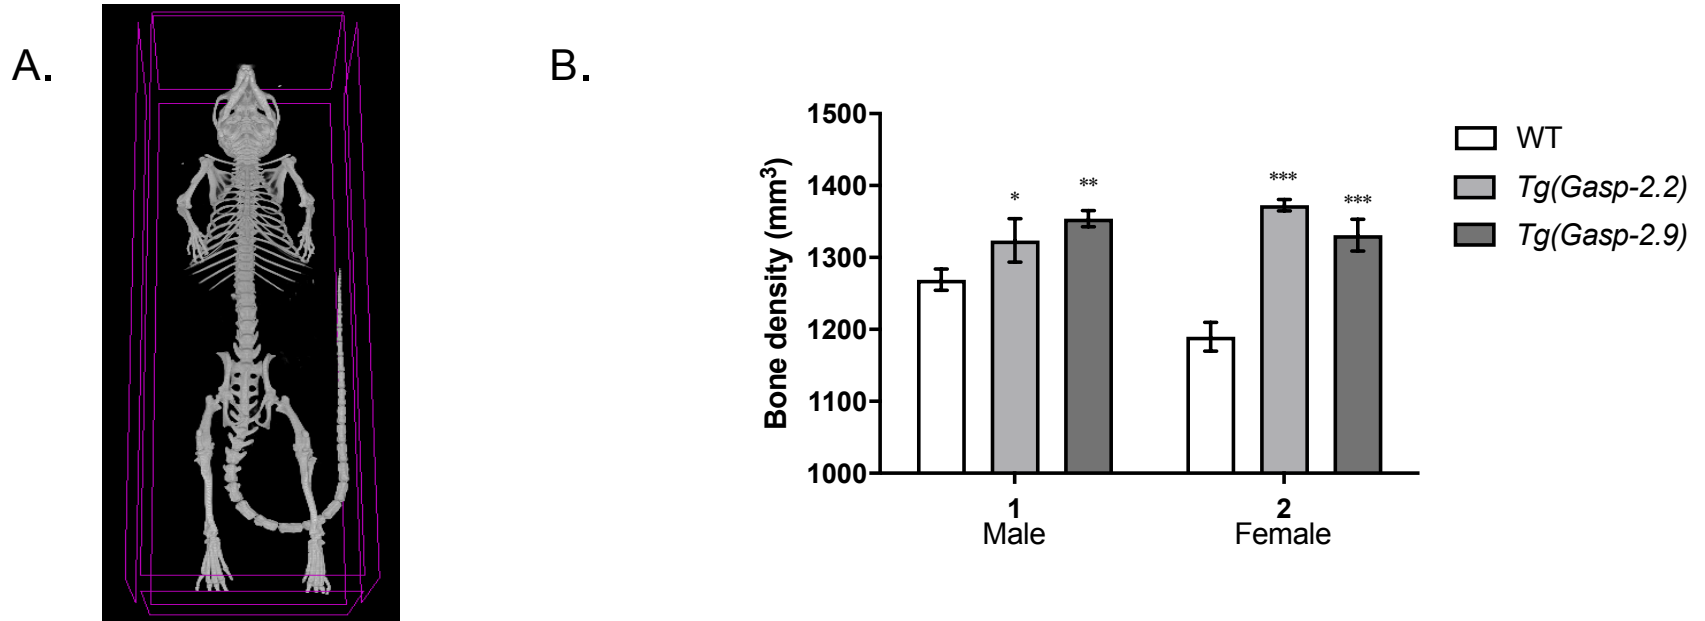 A.
B.
1500
1400
1300
1200
1100
1000
Bone density (mm³)
*
**
***
***
1
Male
2
Female
WT
Tg(Gasp-2.2)
Tg(Gasp-2.9)